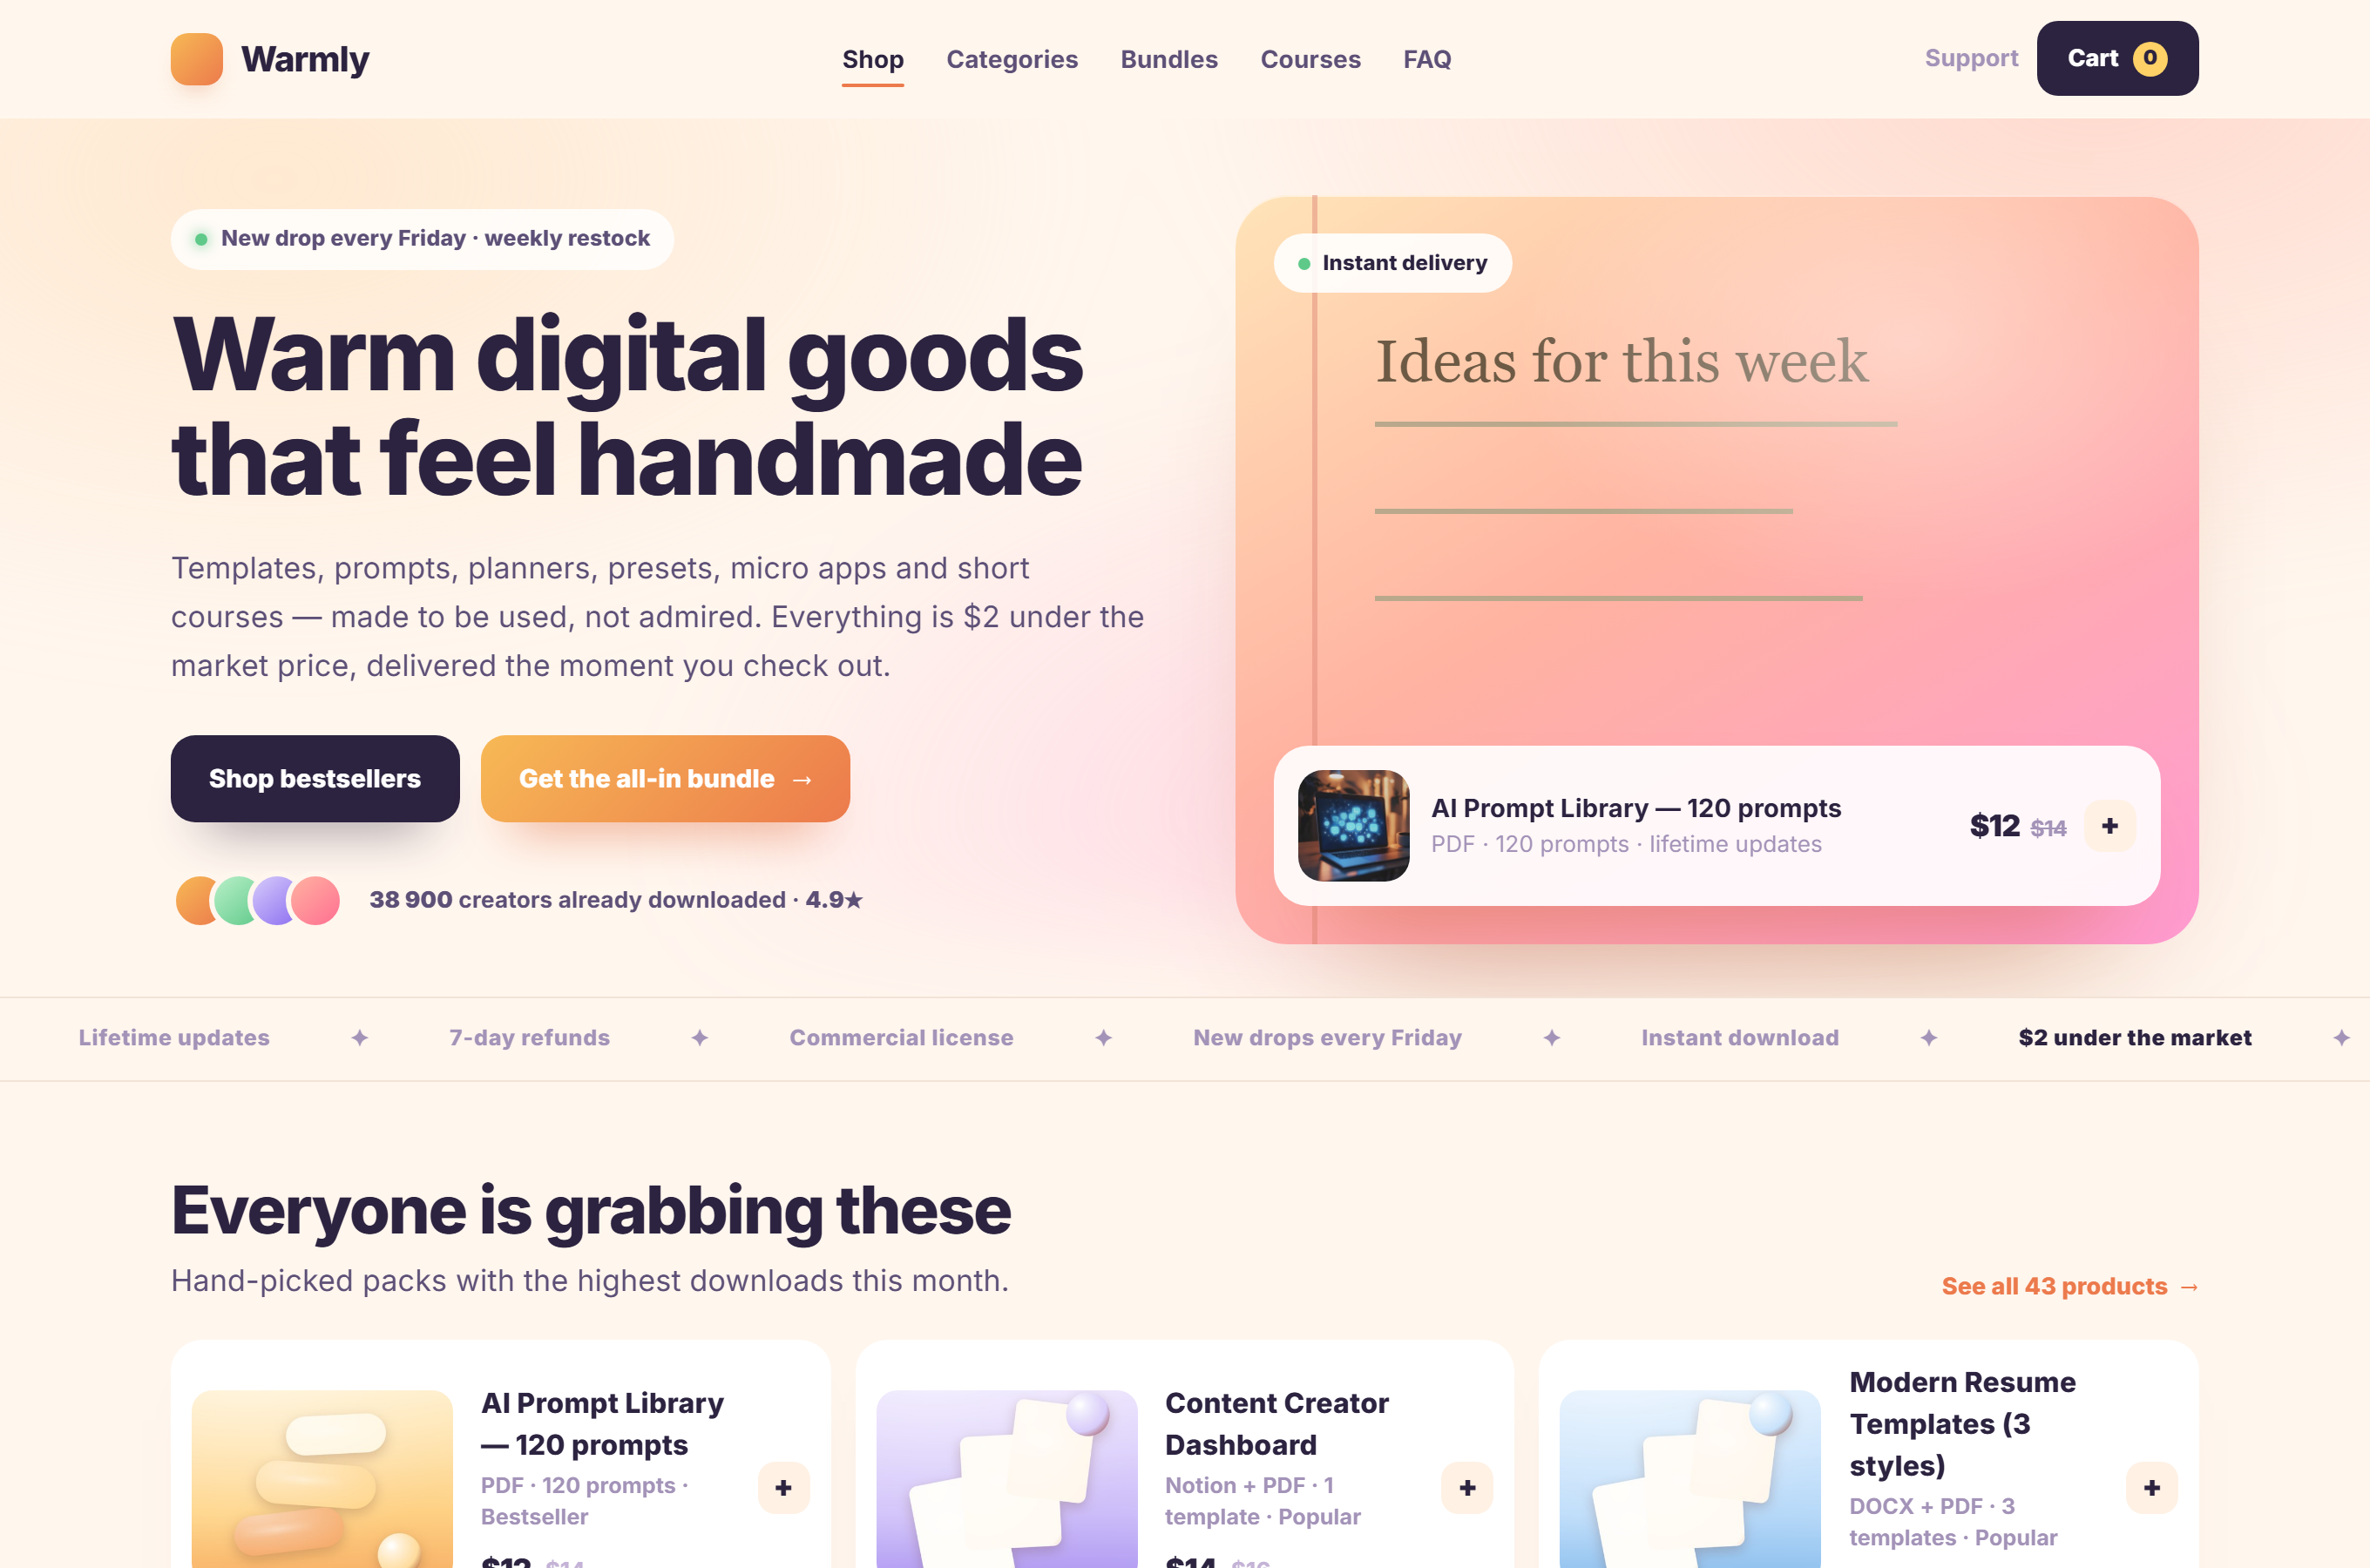 Warmly
Shop
Categories
Bundles
Courses
FAQ
Support
Cart 0
New drop every Friday · weekly restock
Warm digital goods
that feel handmade
Templates, prompts, planners, presets, micro apps and short
courses — made to be used, not admired. Everything is $2 under the
market price, delivered the moment you check out.
Shop bestsellers
Get the all-in bundle →
38 900 creators already downloaded · 4.9★
Instant delivery
Ideas for this week
AI Prompt Library — 120 prompts
PDF · 120 prompts · lifetime updates
$12 $14
+
Lifetime updates ✦ 7-day refunds ✦ Commercial license ✦ New drops every Friday ✦ Instant download ✦ $2 under the market ✦
Everyone is grabbing these
Hand-picked packs with the highest downloads this month.
See all 43 products →
AI Prompt Library
— 120 prompts
PDF · 120 prompts ·
Bestseller
$12 $14
+
Content Creator
Dashboard
Notion + PDF · 1
template · Popular
$14 $16
+
Modern Resume
Templates (3
styles)
DOCX + PDF · 3
templates · Popular
+